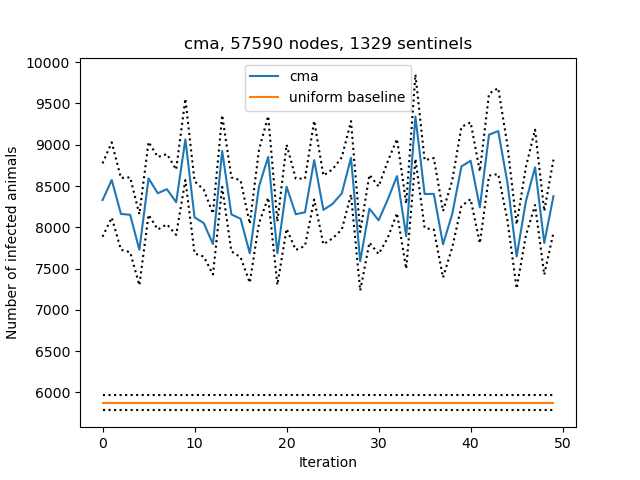 cma, 57590 nodes, 1329 sentinels
cma
uniform baseline
Number of infected animals
10000
9500
9000
8500
8000
7500
7000
6500
6000
0 10 20 30 40 50
Iteration